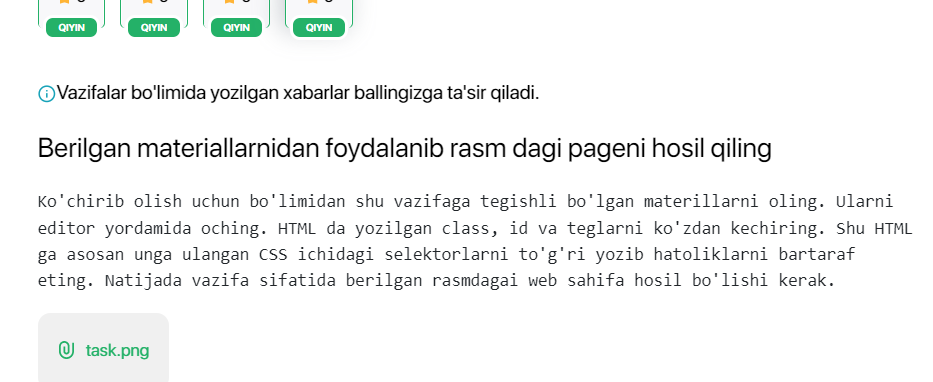 QIYIN QIYIN QIYIN QIYIN
Vazifalar bo'limida yozilgan xabarlar ballingizga ta'sir qiladi.
Berilgan materiallarnidan foydalanib rasm dagi pageni hosil qiling
Ko'chirib olish uchun bo'limidan shu vazifaga tegishli bo'lgan materillarni oling. Ularni
editor yordamida oching. HTML da yozilgan class, id va teglarni ko'zdan kechiring. Shu HTML
ga asosan unga ulangan CSS ichidagi selektorlarni to'g'ri yozib hatoliklarni bartaraf
eting. Natijada vazifa sifatida berilgan rasmdagai web sahifa hosil bo'lishi kerak.
task.png